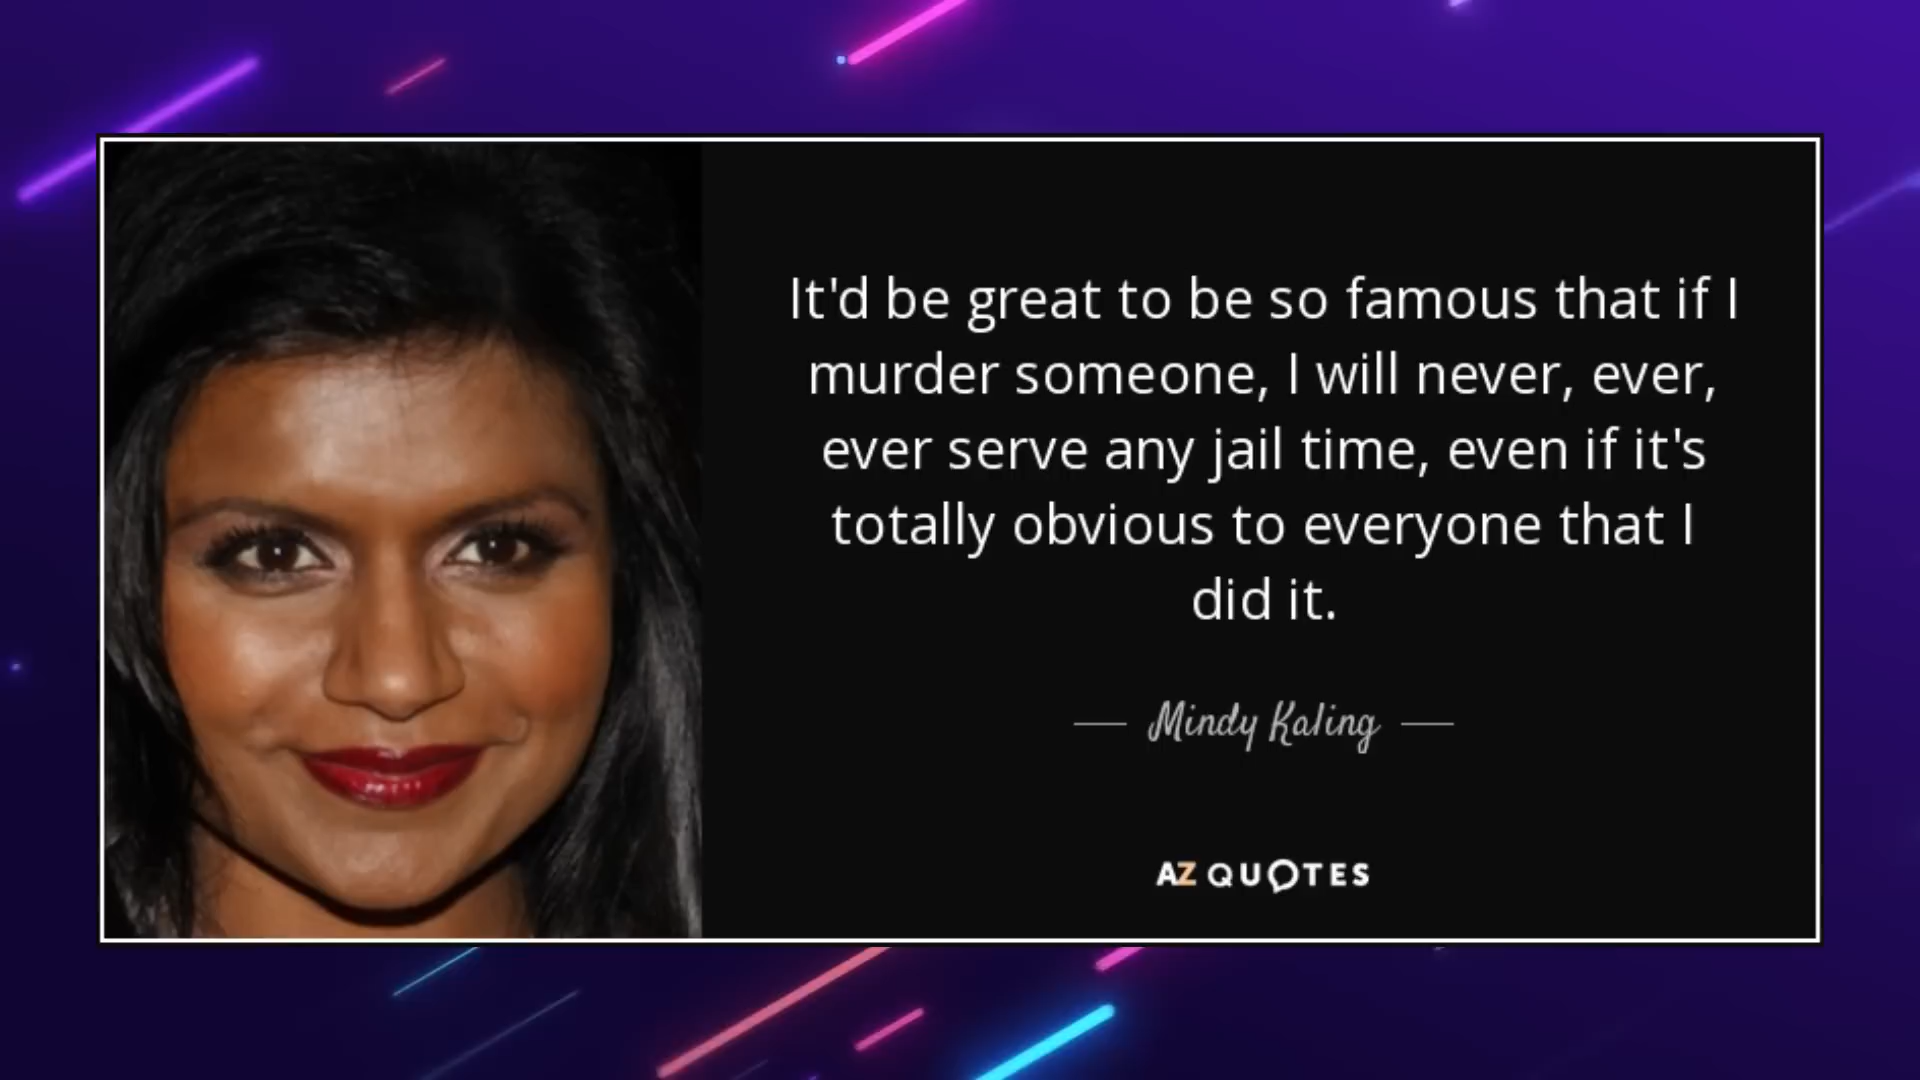 It'd be great to be so famous that if I
murder someone, I will never, ever,
ever serve any jail time, even if it's
totally obvious to everyone that I
did it.
Mindy Kaling
AZ QUOTES